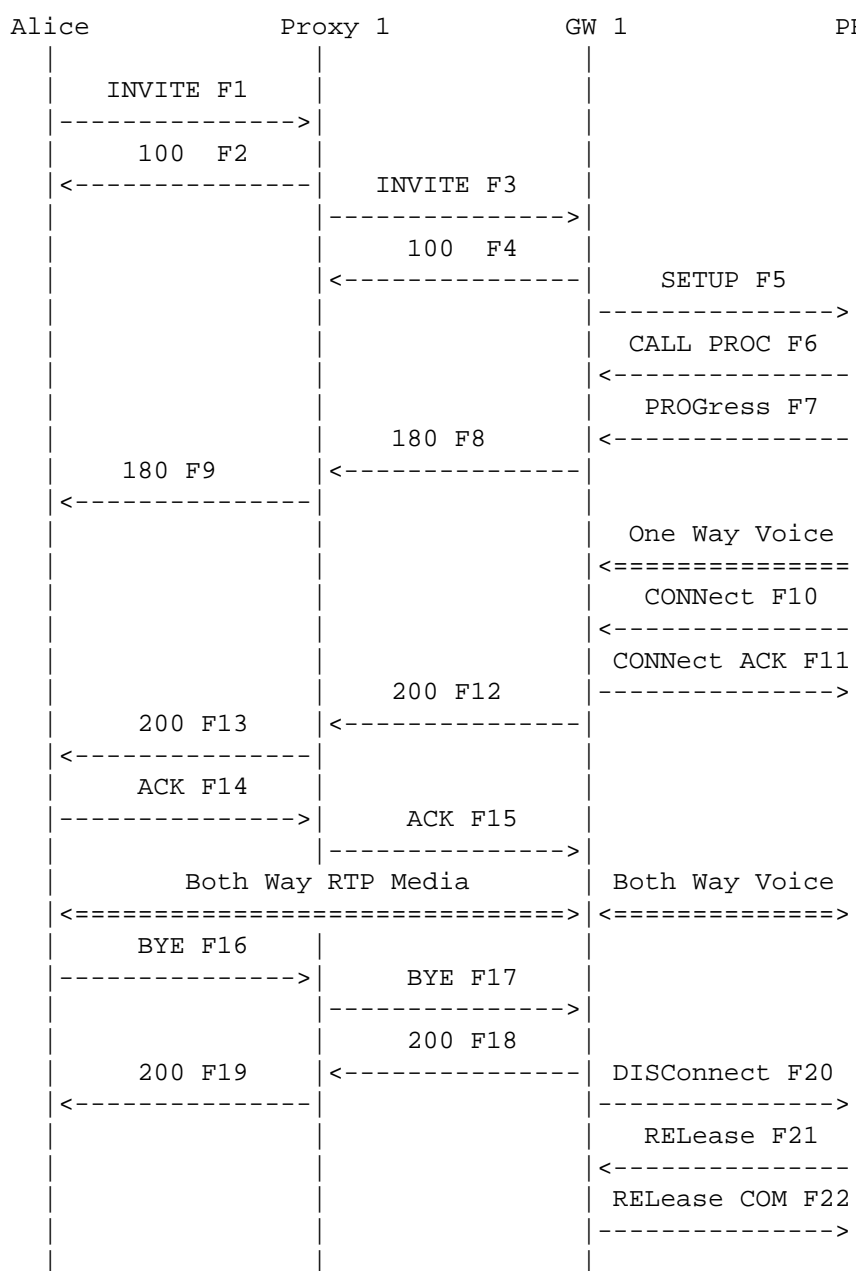 Alice Proxy 1 GW 1
INVITE F1
100 F2
INVITE F3
100 F4
SETUP F5
CALL PROC F6
PROGress F7
180 F8
180 F9
One Way Voice
CONNect F10
CONNect ACK F11
200 F12
200 F13
ACK F14
ACK F15
Both Way RTP Media Both Way Voice
BYE F16
BYE F17
200 F18
200 F19 DISConnect F20
RELease F21
RELease COM F22